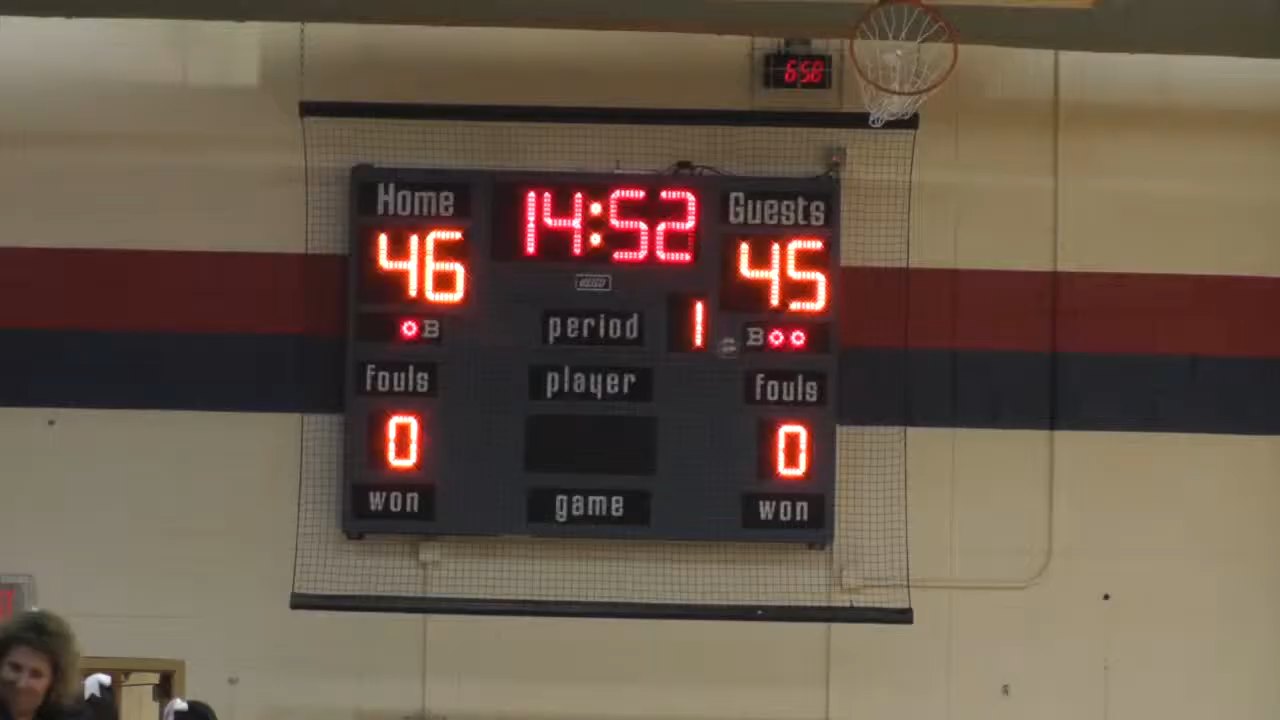 6:58
Home 14:52 Guests
46 45
B period 1 B
Fouls player fouls
0 0
won game won